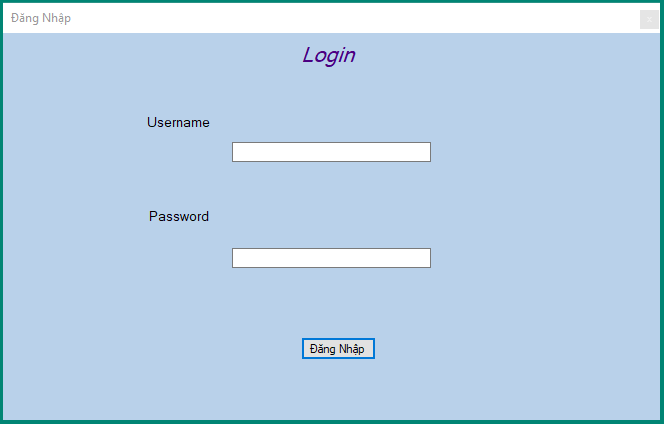 Đăng Nhập
Login
Username
Password
Đăng Nhập